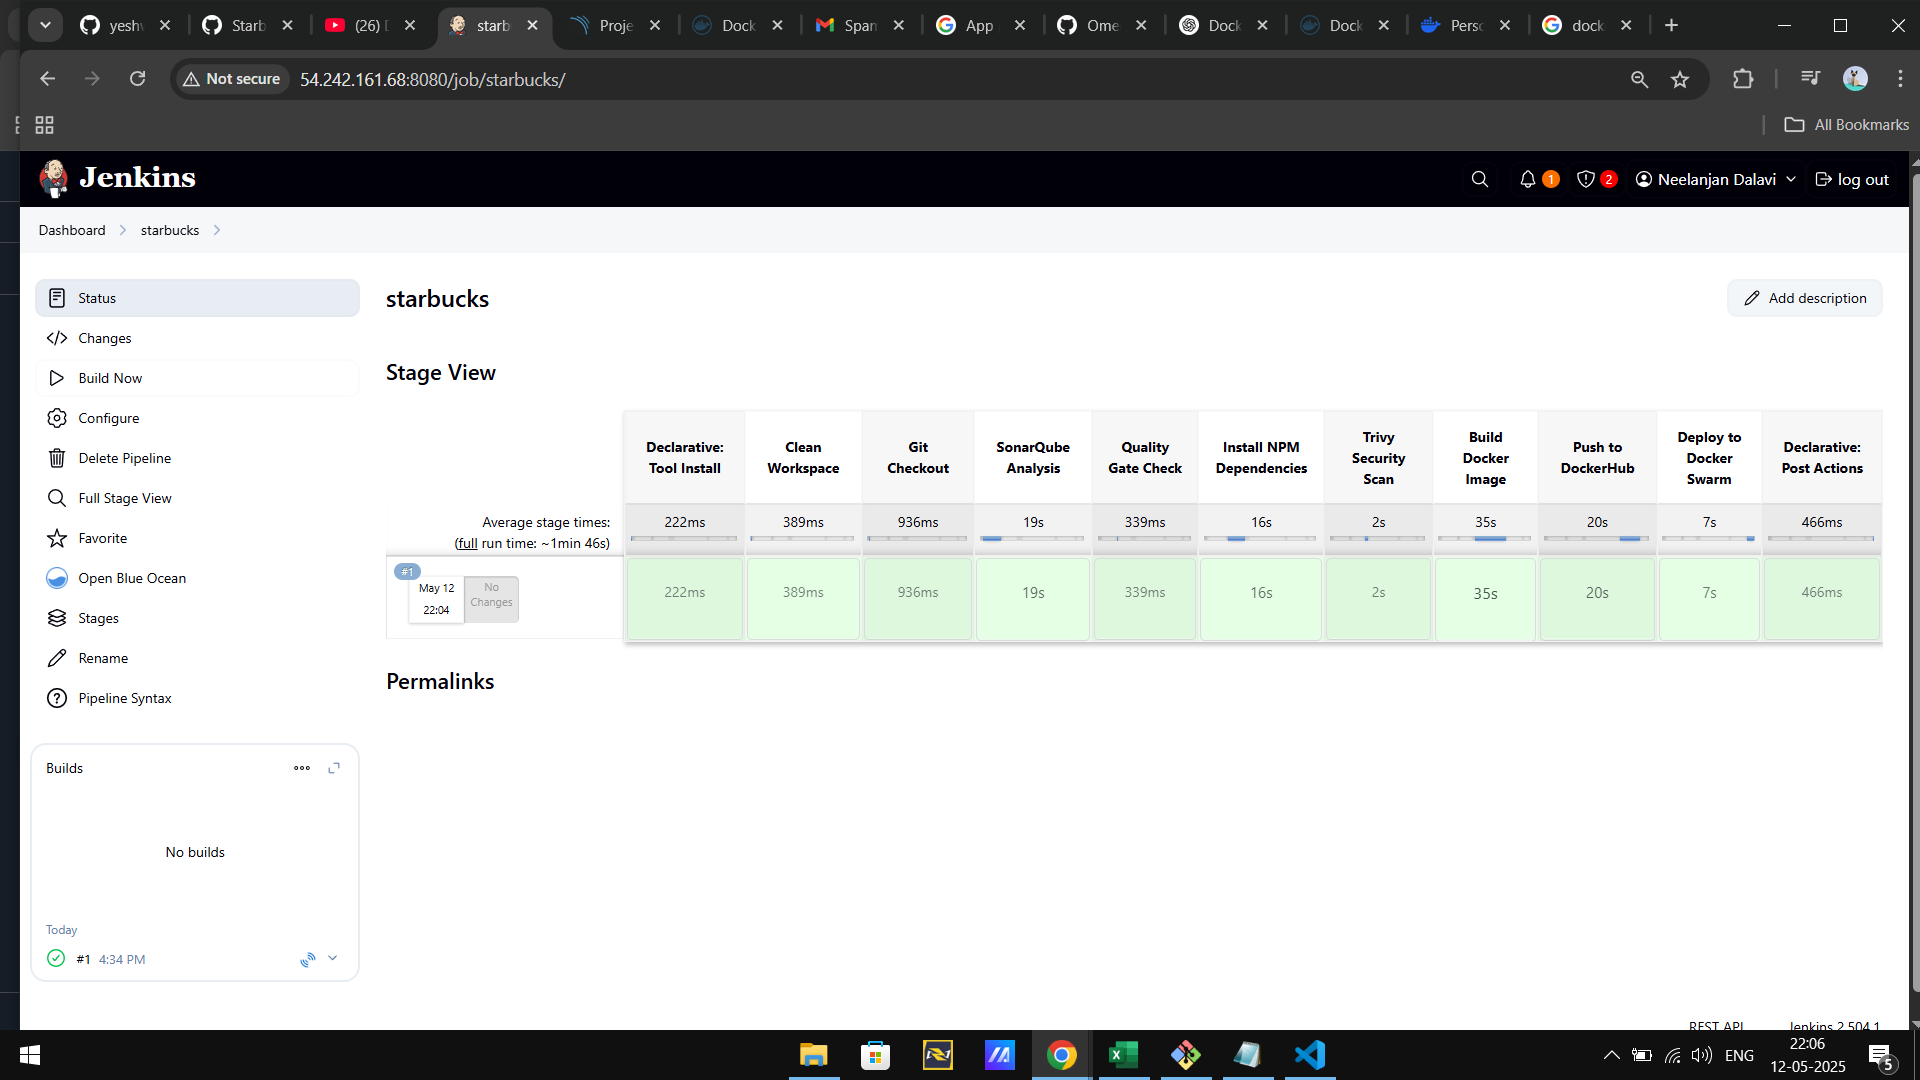 yeshv
Starb
(26) D
starb
Proje
Dock
Span
App
Ome
Dock
Dock
Perso
dock
Not secure
54.242.161.68:8080/job/starbucks/
All Bookmarks
Jenkins
1
2
Neelanjan Dalavi
log out
Dashboard
starbucks
Status
Changes
Build Now
Configure
Delete Pipeline
Full Stage View
Favorite
Open Blue Ocean
Stages
Rename
Pipeline Syntax
starbucks
Add description
Stage View
Declarative: Tool Install
Clean Workspace
Git Checkout
SonarQube Analysis
Quality Gate Check
Install NPM Dependencies
Trivy Security Scan
Build Docker Image
Push to DockerHub
Deploy to Docker Swarm
Declarative: Post Actions
Average stage times:
(full run time: ~1min 46s)
222ms 389ms 936ms 19s 339ms 16s 2s 35s 20s 7s 466ms
#1
May 12
22:04
No Changes
222ms 389ms 936ms 19s 339ms 16s 2s 35s 20s 7s 466ms
Permalinks
Builds
No builds
Today
#1 4:34 PM
REST API
Jenkins 2.504.1
ENG
22:06
12-05-2025
5